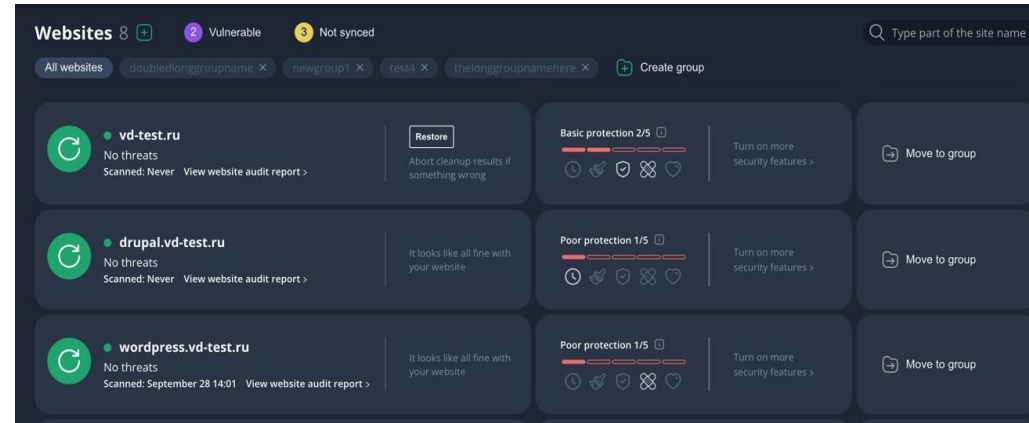 Websites 8
2 Vulnerable
3 Not synced
Type part of the site name
All websites
doubledlonggroupname ×
newgroup1 ×
test4 ×
thelonggroupnamehere ×
Create group
vd-test.ru
No threats
Scanned: Never View website audit report >
Restore
Abort cleanup results if
something wrong
Basic protection 2/5
Turn on more
security features >
Move to group
drupal.vd-test.ru
No threats
Scanned: Never View website audit report >
It looks like all fine with
your website
Poor protection 1/5
Turn on more
security features >
Move to group
wordpress.vd-test.ru
No threats
Scanned: September 28 14:01 View website audit report >
It looks like all fine with
your website
Poor protection 1/5
Turn on more
security features >
Move to group